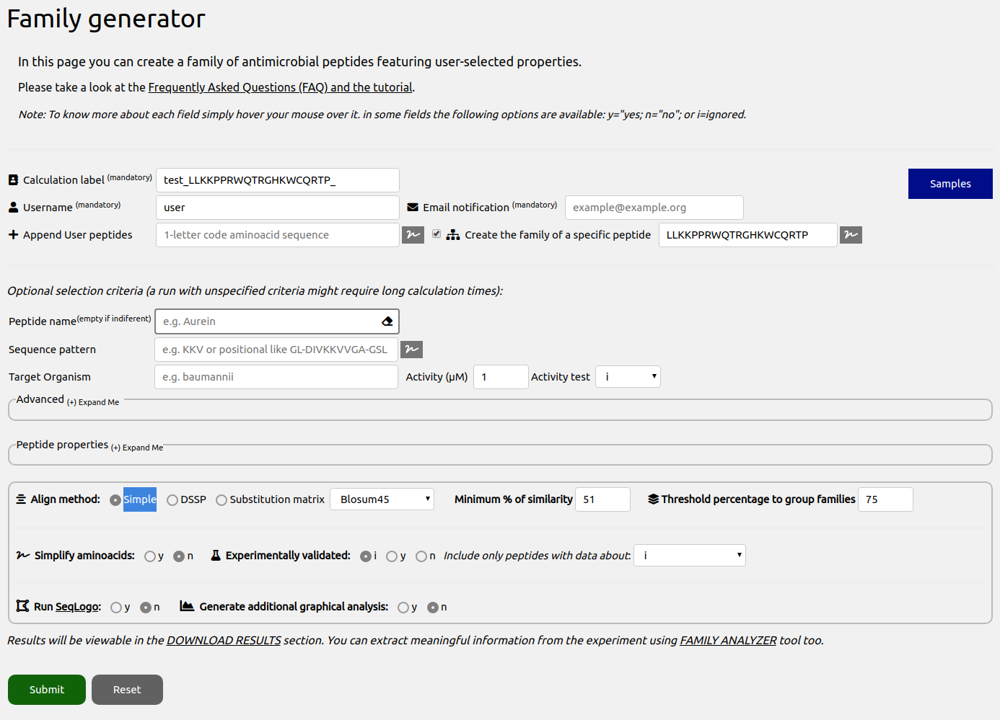 Family generator
In this page you can create a family of antimicrobial peptides featuring user-selected properties.
Please take a look at the Frequently Asked Questions (FAQ) and the tutorial.
Note: To know more about each field simply hover your mouse over it. in some fields the following options are available: y="yes; n="no"; or i=ignored.
Calculation label (mandatory) test_LLKKPPRWQTRGHKWCQRTP_ Samples
Username (mandatory) user Email notification (mandatory) example@example.org
Append User peptides 1-letter code aminoacid sequence Create the family of a specific peptide LLKKPPRWQTRGHKWCQRTP
Optional selection criteria (a run with unspecified criteria might require long calculation times):
Peptide name(empty if indiferent) e.g. Aurein
Sequence pattern e.g. KKV or positional like GL-DIVKKVVGA-GSL
Target Organism e.g. baumannii Activity (μM) 1 Activity test i
Advanced (+) Expand Me
Peptide properties (+) Expand Me
Align method: Simple DSSP Substitution matrix Blosum45 Minimum % of similarity 51 Threshold percentage to group families 75
Simplify aminoacids: y n Experimentally validated: i y n Include only peptides with data about: i
Run SeqLogo: y n Generate additional graphical analysis: y n
Results will be viewable in the DOWNLOAD RESULTS section. You can extract meaningful information from the experiment using FAMILY ANALYZER tool too.
Submit Reset